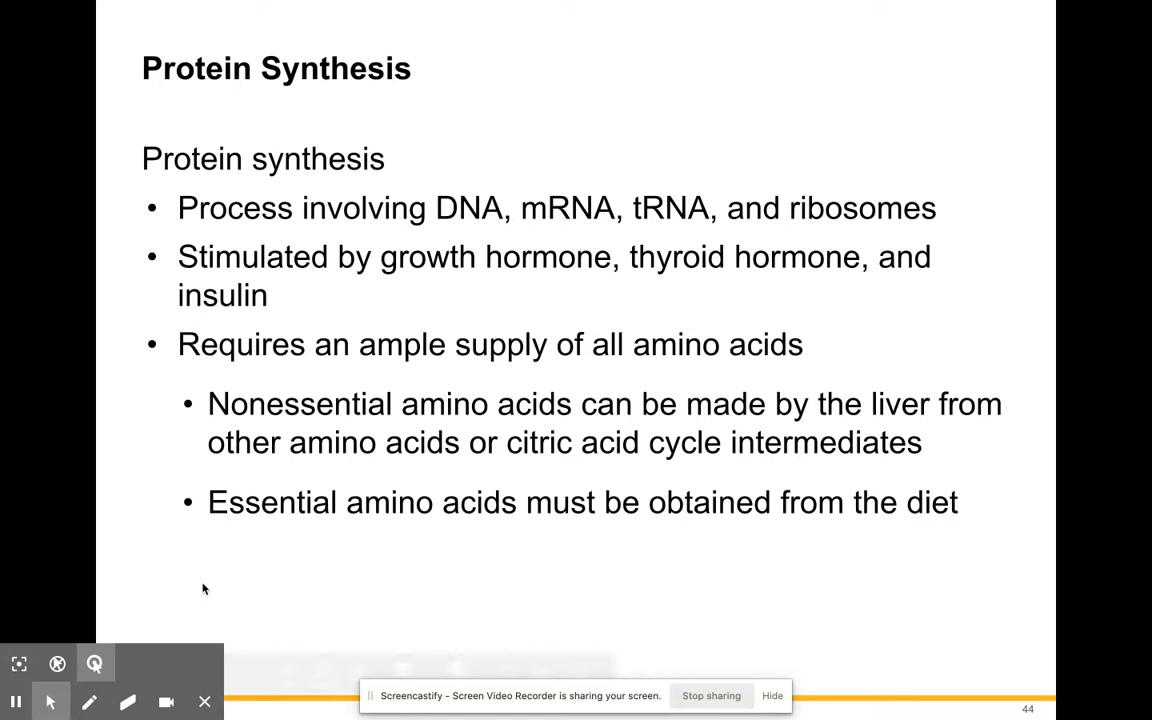 Protein Synthesis
Protein synthesis
• Process involving DNA, mRNA, tRNA, and ribosomes
• Stimulated by growth hormone, thyroid hormone, and
insulin
• Requires an ample supply of all amino acids
• Nonessential amino acids can be made by the liver from
other amino acids or citric acid cycle intermediates
• Essential amino acids must be obtained from the diet
Screencastify - Screen Video Recorder is sharing your screen. Stop sharing Hide
44